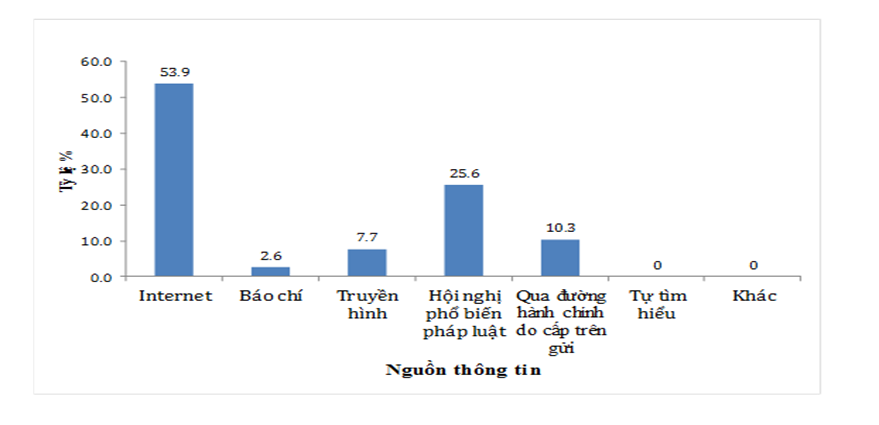 60.0
50.0
40.0
30.0
20.0
10.0
0.0
Tỷ lệ %
53.9
2.6
7.7
25.6
10.3
0
0
Internet
Báo chí
Truyền
hình
Hội nghị
phổ biến
pháp luật
Qua đường
hành chính
do cấp trên
gửi
Tự tìm
hiểu
Khác
Nguồn thông tin